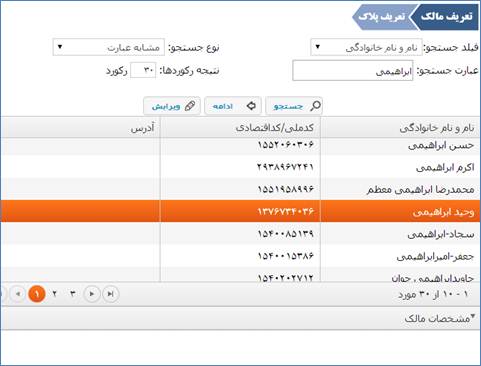 تعریف مالک تعریف پلاک
فیلد جستجو: نام و نام خانوادگی نوع جستجو: مشابه عبارت
عبارت جستجو: ابراهیمی نتیجه رکوردها: ۳۰ رکورد
جستجو ادامه ویرایش
نام و نام خانوادگی کدملی/کداقتصادی آدرس
حسن ابراهیمی ۱۵۵۲۰۶۰۳۰۶
اکرم ابراهیمی ۲۹۳۸۹۶۷۲۴۱
محمدرضا ابراهیمی معظم ۱۵۵۱۹۵۸۹۹۶
وحید ابراهیمی ۱۳۷۶۷۳۴۰۳۶
سجاد-ابراهیمی ۱۵۴۰۰۸۵۱۳۹
جعفر-امیرابراهیمی ۱۵۴۰۰۱۵۳۸۶
جاویدابراهیمی جوان ۱۵۴۰۲۰۲۷۱۲
۱ - ۱۰ از ۳۰ مورد ۳ ۲ ۱
مشخصات مالک